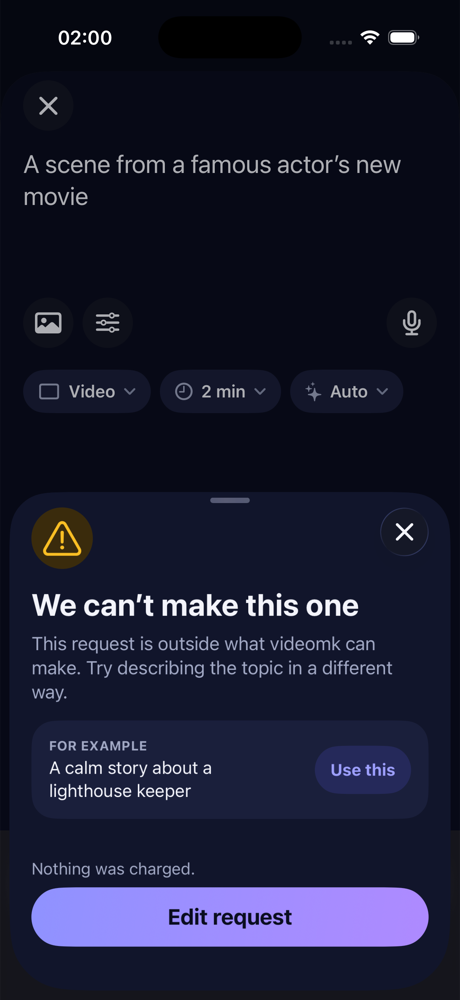 02:00
A scene from a famous actor’s new
movie
Video
2 min
Auto
We can’t make this one
This request is outside what videomk can
make. Try describing the topic in a different
way.
FOR EXAMPLE
A calm story about a
lighthouse keeper
Use this
Nothing was charged.
Edit request